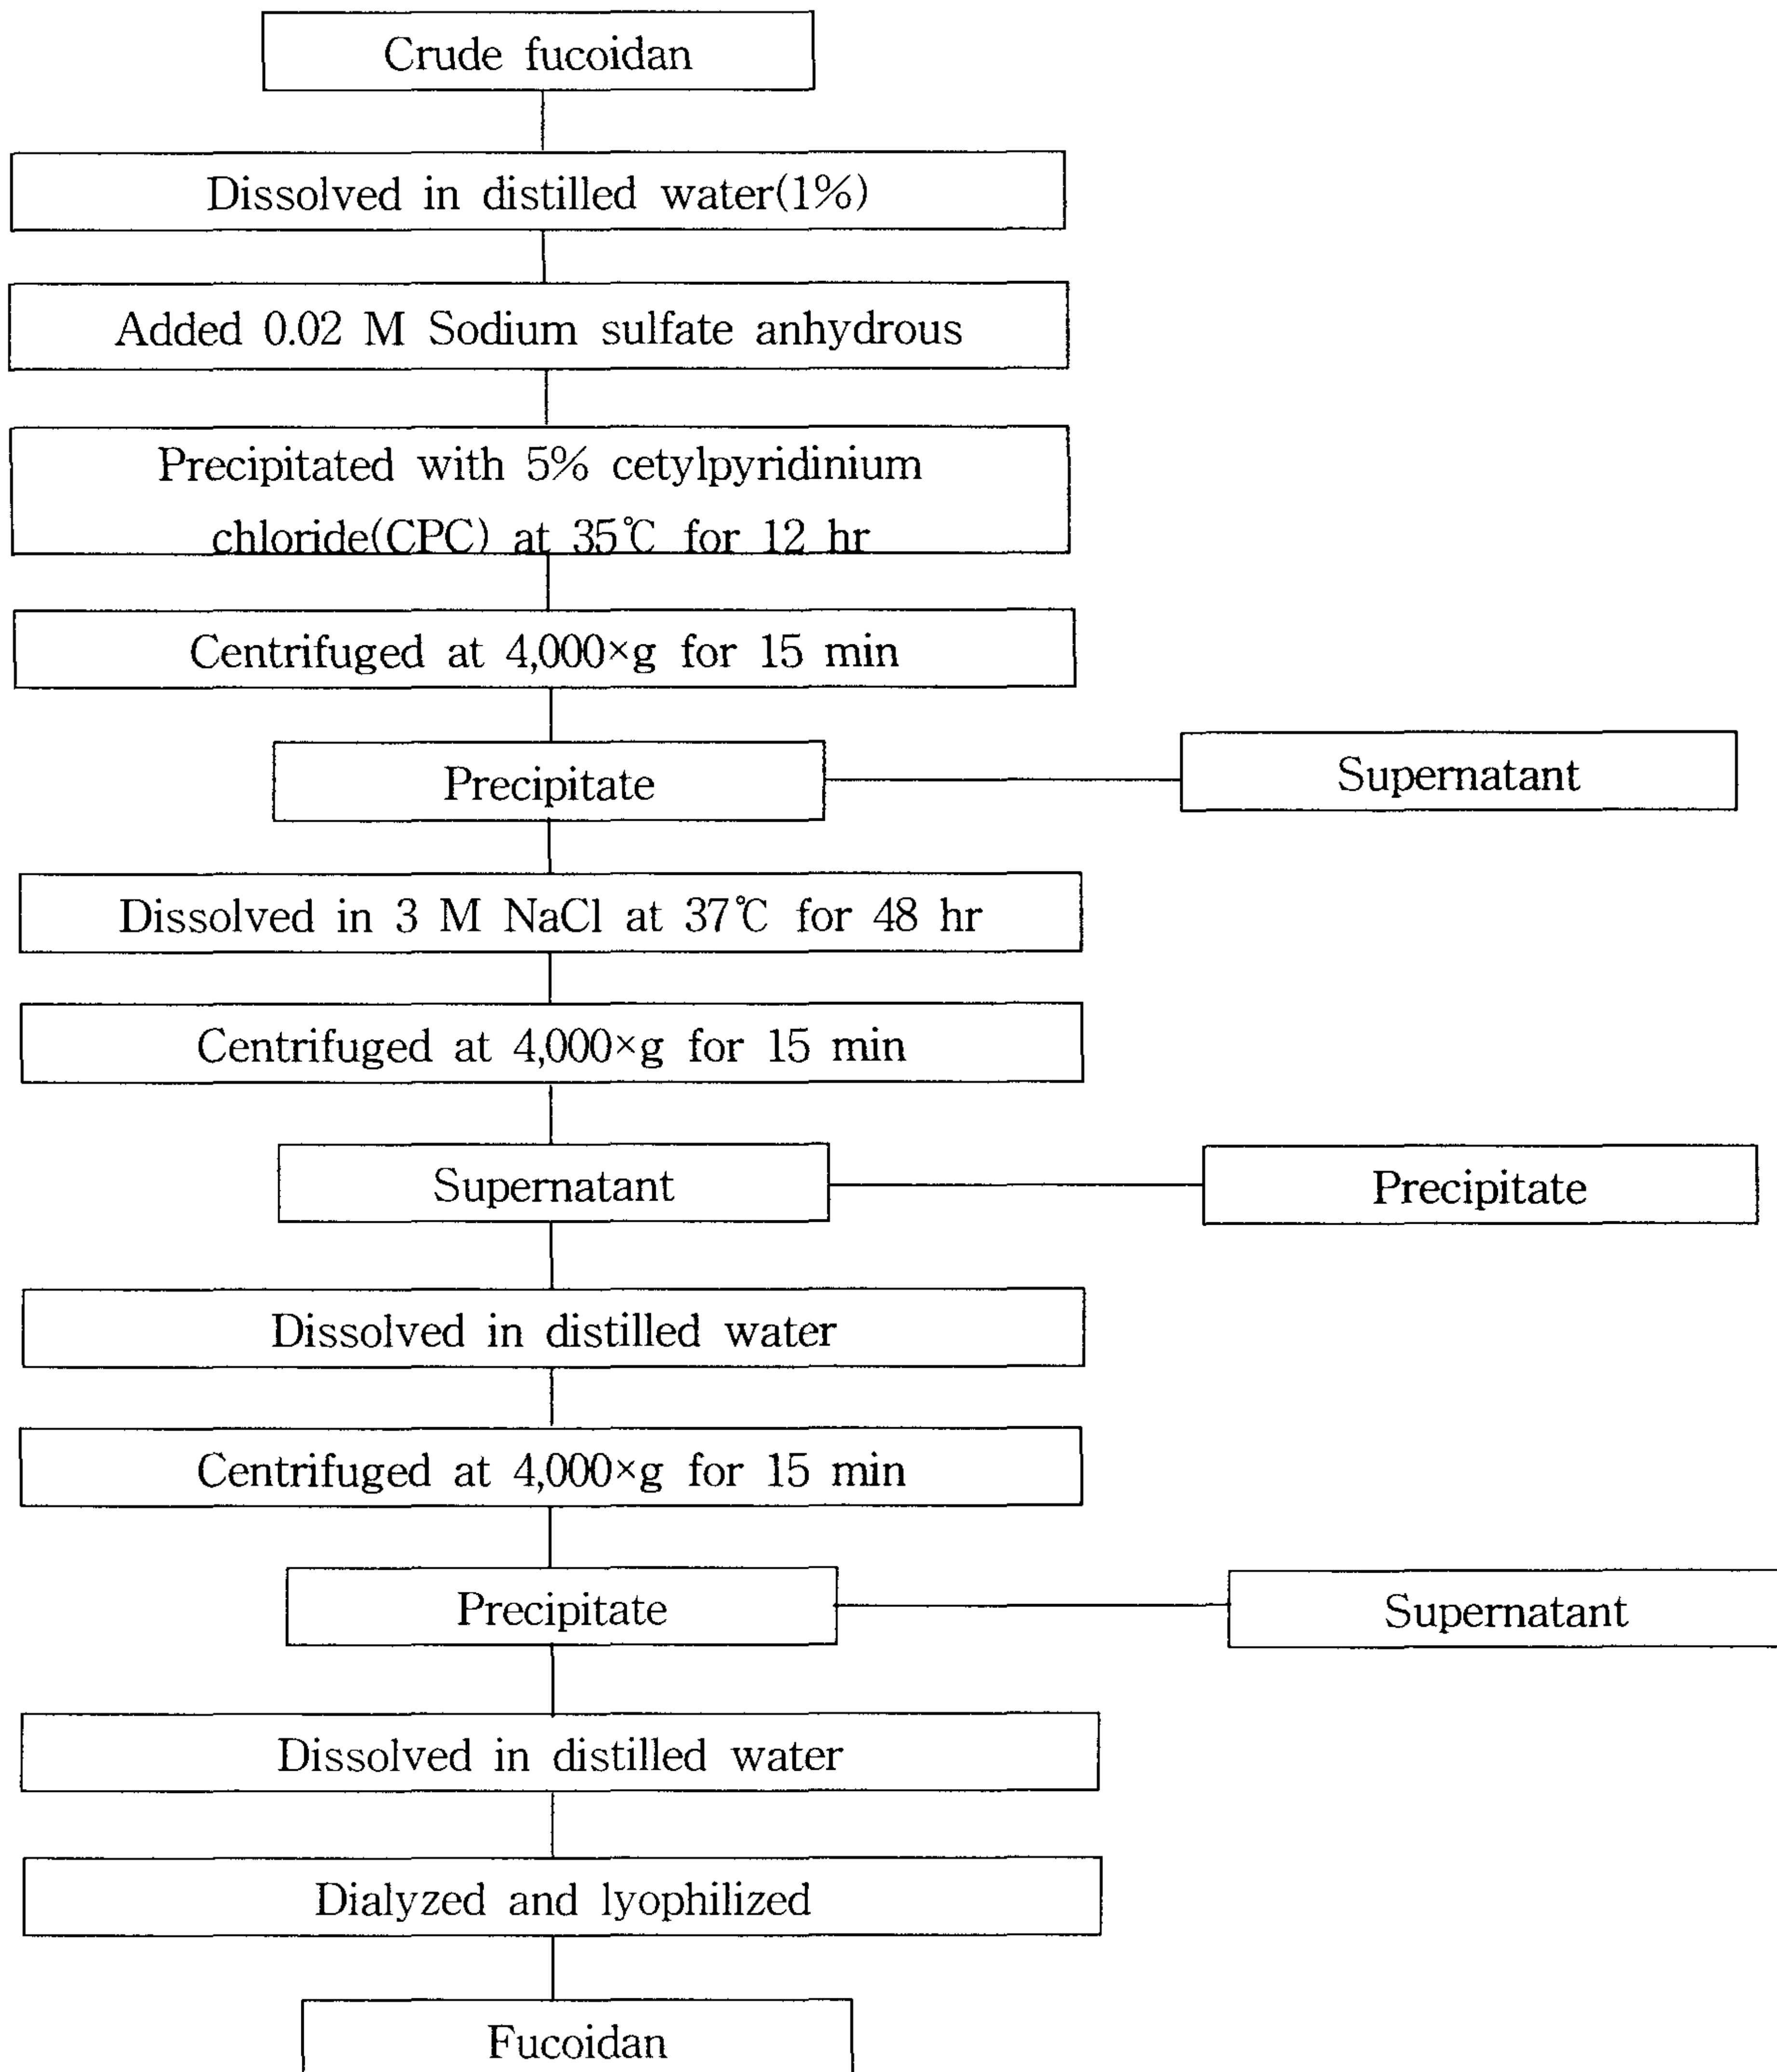 Crude fucoidan
Dissolved in distilled water(1%)
Added 0.02 M Sodium sulfate anhydrous
Precipitated with 5% cetylpyridinium
chloride(CPC) at 35℃ for 12 hr
Centrifuged at 4,000×g for 15 min
Precipitate
Supernatant
Dissolved in 3 M NaCl at 37℃ for 48 hr
Centrifuged at 4,000×g for 15 min
Supernatant
Precipitate
Dissolved in distilled water
Centrifuged at 4,000×g for 15 min
Precipitate
Supernatant
Dissolved in distilled water
Dialyzed and lyophilized
Fucoidan